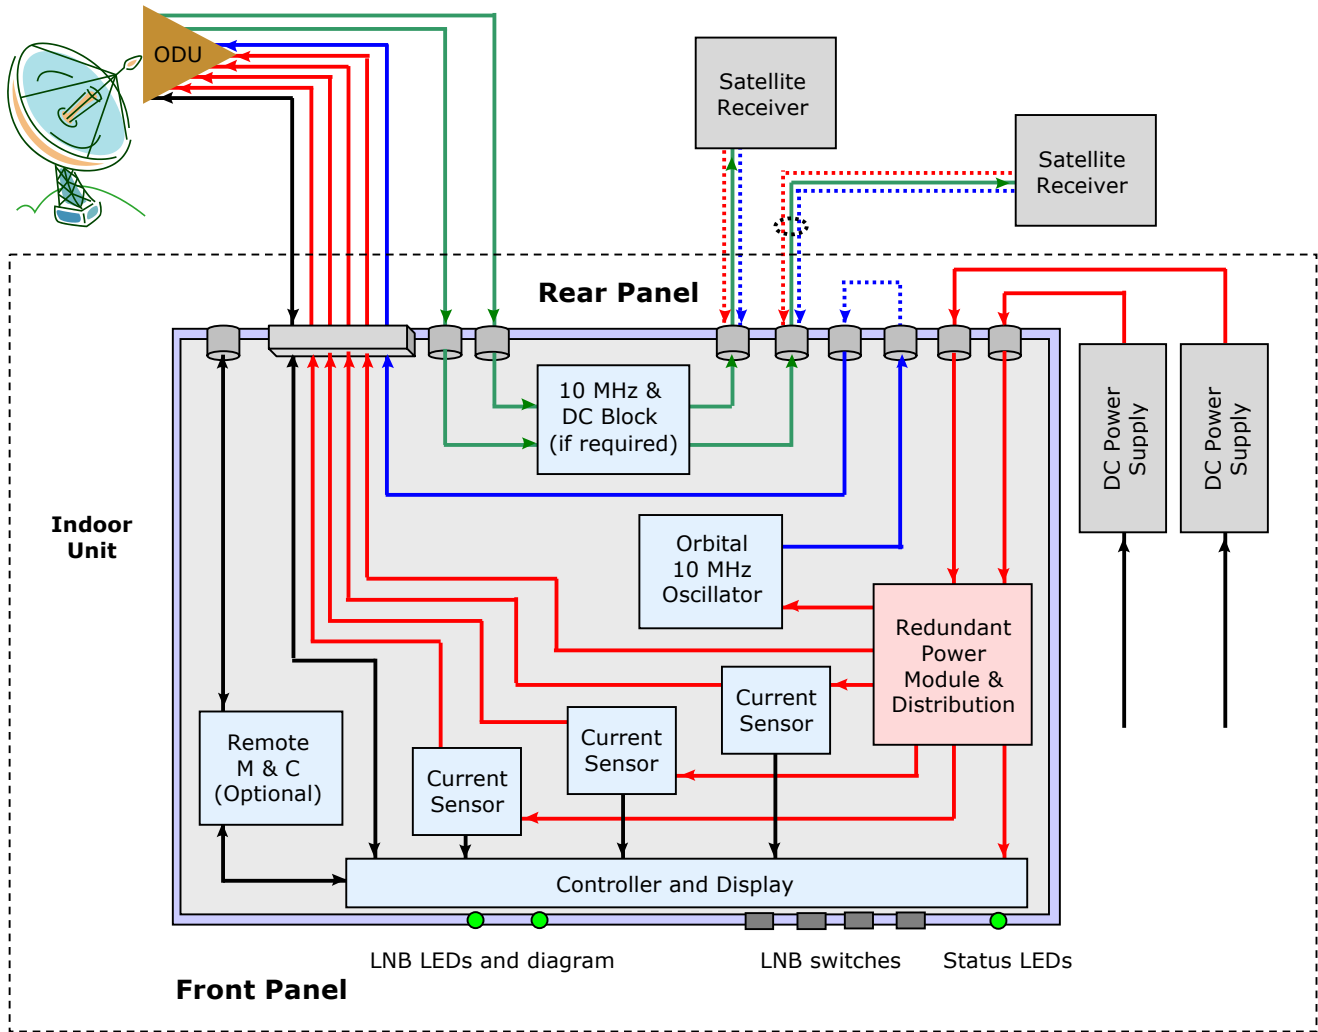 ODU
Satellite
Receiver
Satellite
Receiver
Rear Panel
10 MHz &
DC Block
(if required)
DC Power
Supply
DC Power
Supply
Indoor
Unit
Orbital
10 MHz
Oscillator
Redundant
Power
Module &
Distribution
Current
Sensor
Current
Sensor
Current
Sensor
Remote
M & C
(Optional)
Controller and Display
LNB LEDs and diagram
LNB switches
Status LEDs
Front Panel